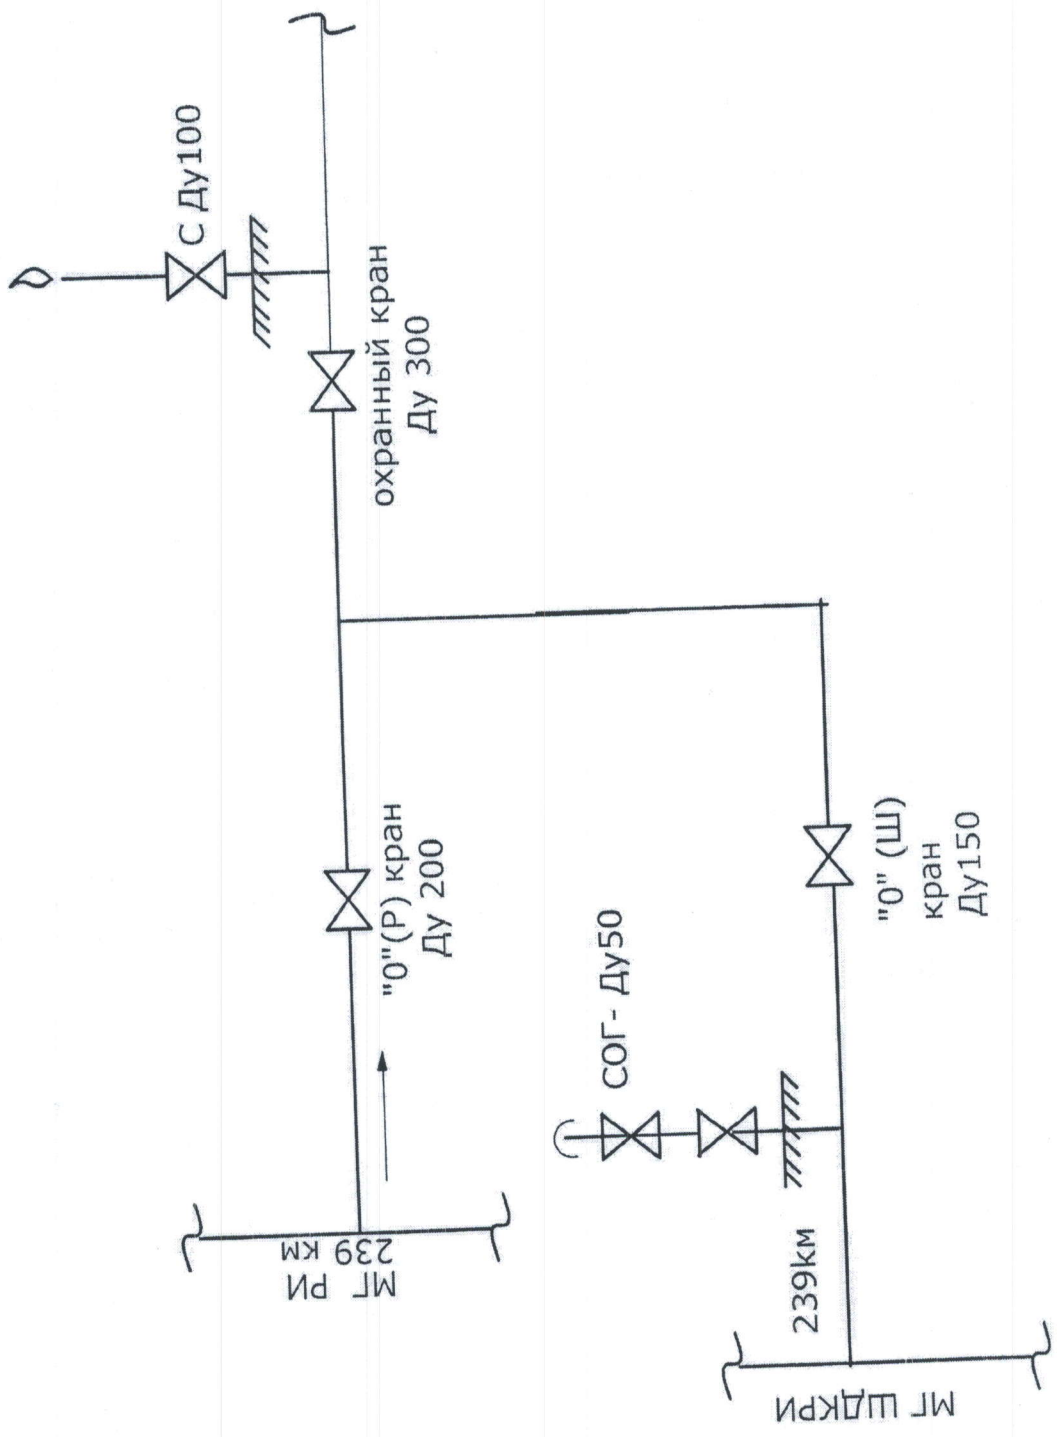 С Ду100
охранный кран
Ду 300
"0"(Р) кран
Ду 200
МГ РИ
239 км
СОГ- Ду50
"0" (Ш)
кран
Ду150
239км
МГ ШДКРИ